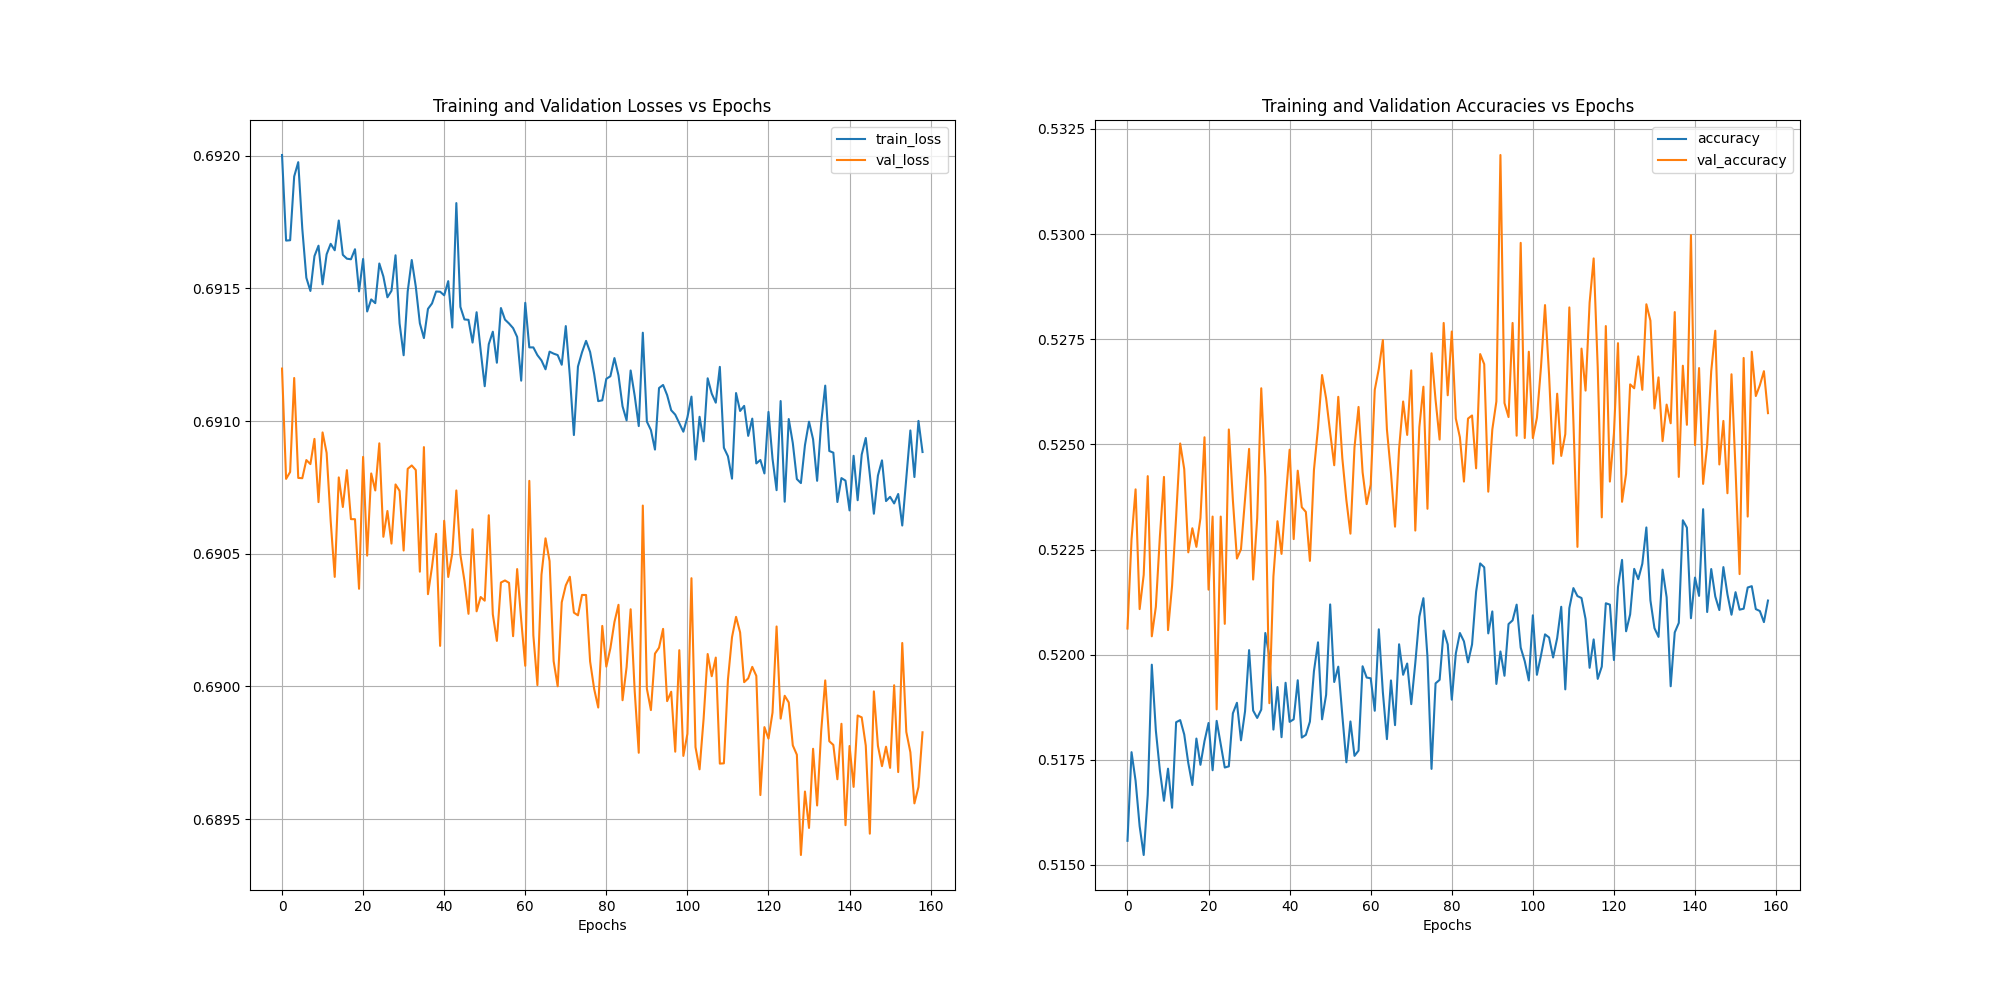 Training and Validation Losses vs Epochs
train_loss
val_loss
0.6920
0.6915
0.6910
0.6905
0.6900
0.6895
0 20 40 60 80 100 120 140 160
Epochs
Training and Validation Accuracies vs Epochs
accuracy
val_accuracy
0.5325
0.5300
0.5275
0.5250
0.5225
0.5200
0.5175
0.5150
0 20 40 60 80 100 120 140 160
Epochs